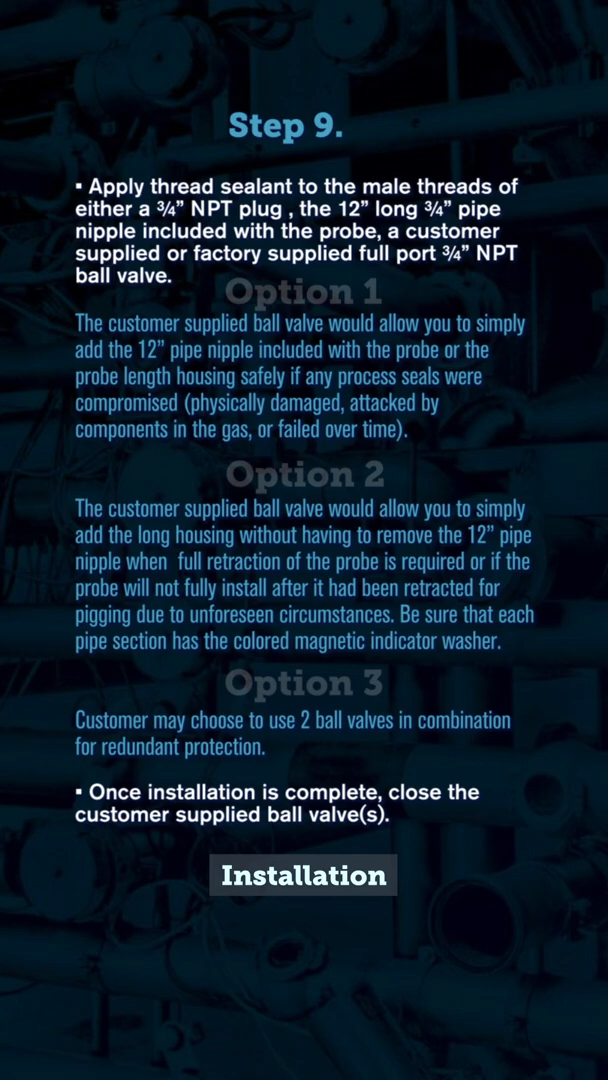 Step 9.
▪ Apply thread sealant to the male threads of
either a ¾” NPT plug , the 12” long ¾” pipe
nipple included with the probe, a customer
supplied or factory supplied full port ¾” NPT
ball valve.
Option 1
The customer supplied ball valve would allow you to simply
add the 12” pipe nipple included with the probe or the
probe length housing safely if any process seals were
compromised (physically damaged, attacked by
components in the gas, or failed over time).
Option 2
The customer supplied ball valve would allow you to simply
add the long housing without having to remove the 12” pipe
nipple when  full retraction of the probe is required or if the
probe will not fully install after it had been retracted for
pigging due to unforeseen circumstances. Be sure that each
pipe section has the colored magnetic indicator washer.
Option 3
Customer may choose to use 2 ball valves in combination
for redundant protection.
▪ Once installation is complete, close the
customer supplied ball valve(s).
Installation